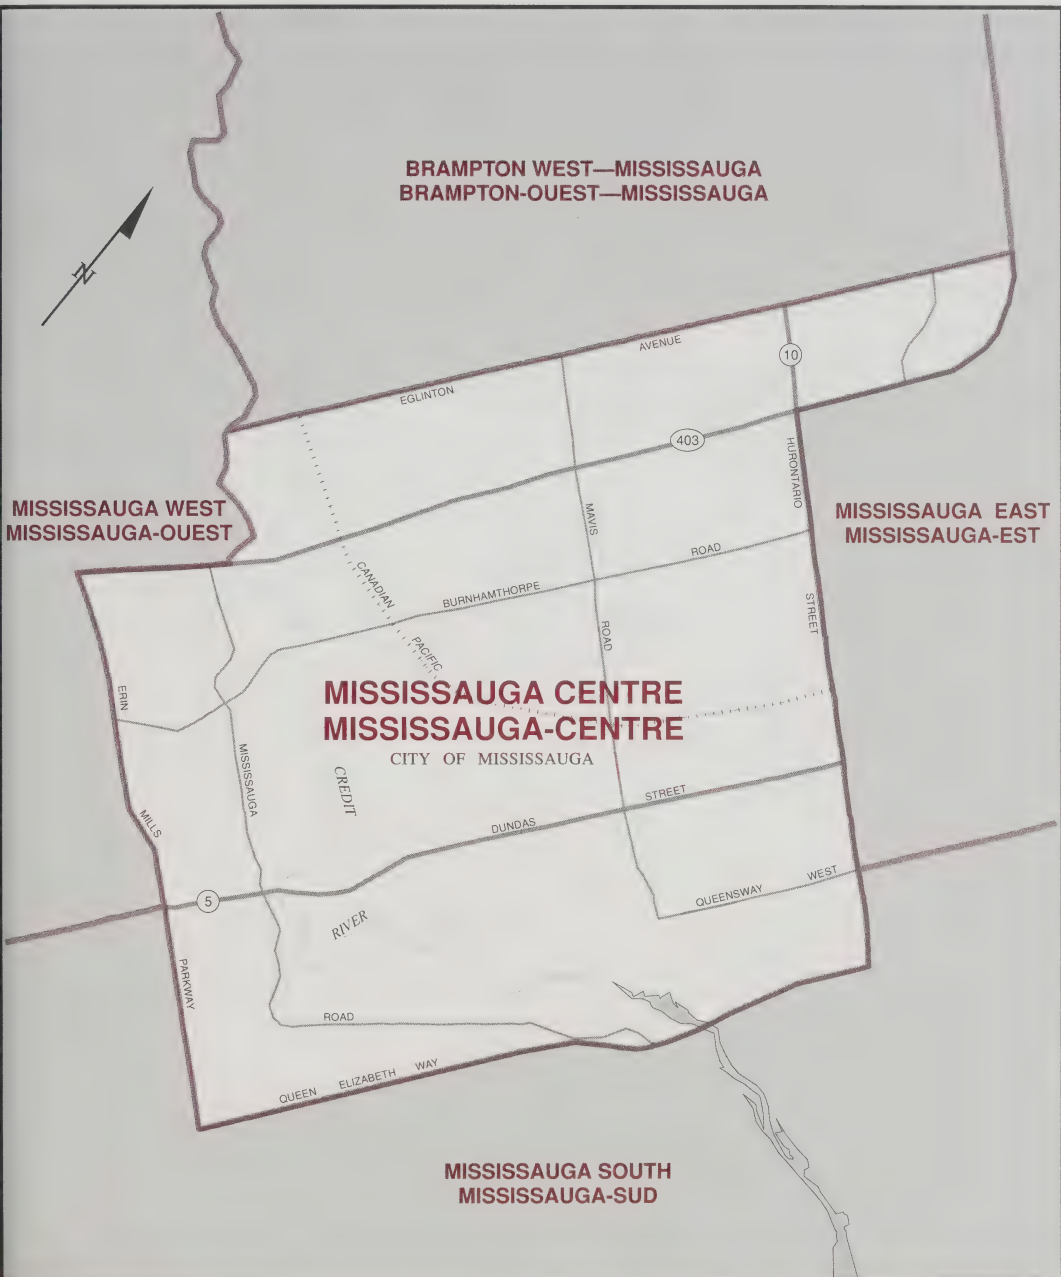 BRAMPTON WEST—MISSISSAUGA
BRAMPTON-OUEST—MISSISSAUGA
N
EGLINTON AVENUE
10
403
HURONTARIO STREET
MISSISSAUGA WEST
MISSISSAUGA-OUEST
MISSISSAUGA EAST
MISSISSAUGA-EST
MAVIS ROAD
BURNHAMTHORPE ROAD
CANADIAN PACIFIC
ERIN MILLS PARKWAY
MISSISSAUGA CENTRE
MISSISSAUGA-CENTRE
CITY OF MISSISSAUGA
MISSISSAUGA ROAD
CREDIT RIVER
DUNDAS STREET
5
QUEENSWAY WEST
QUEEN ELIZABETH WAY
MISSISSAUGA SOUTH
MISSISSAUGA-SUD